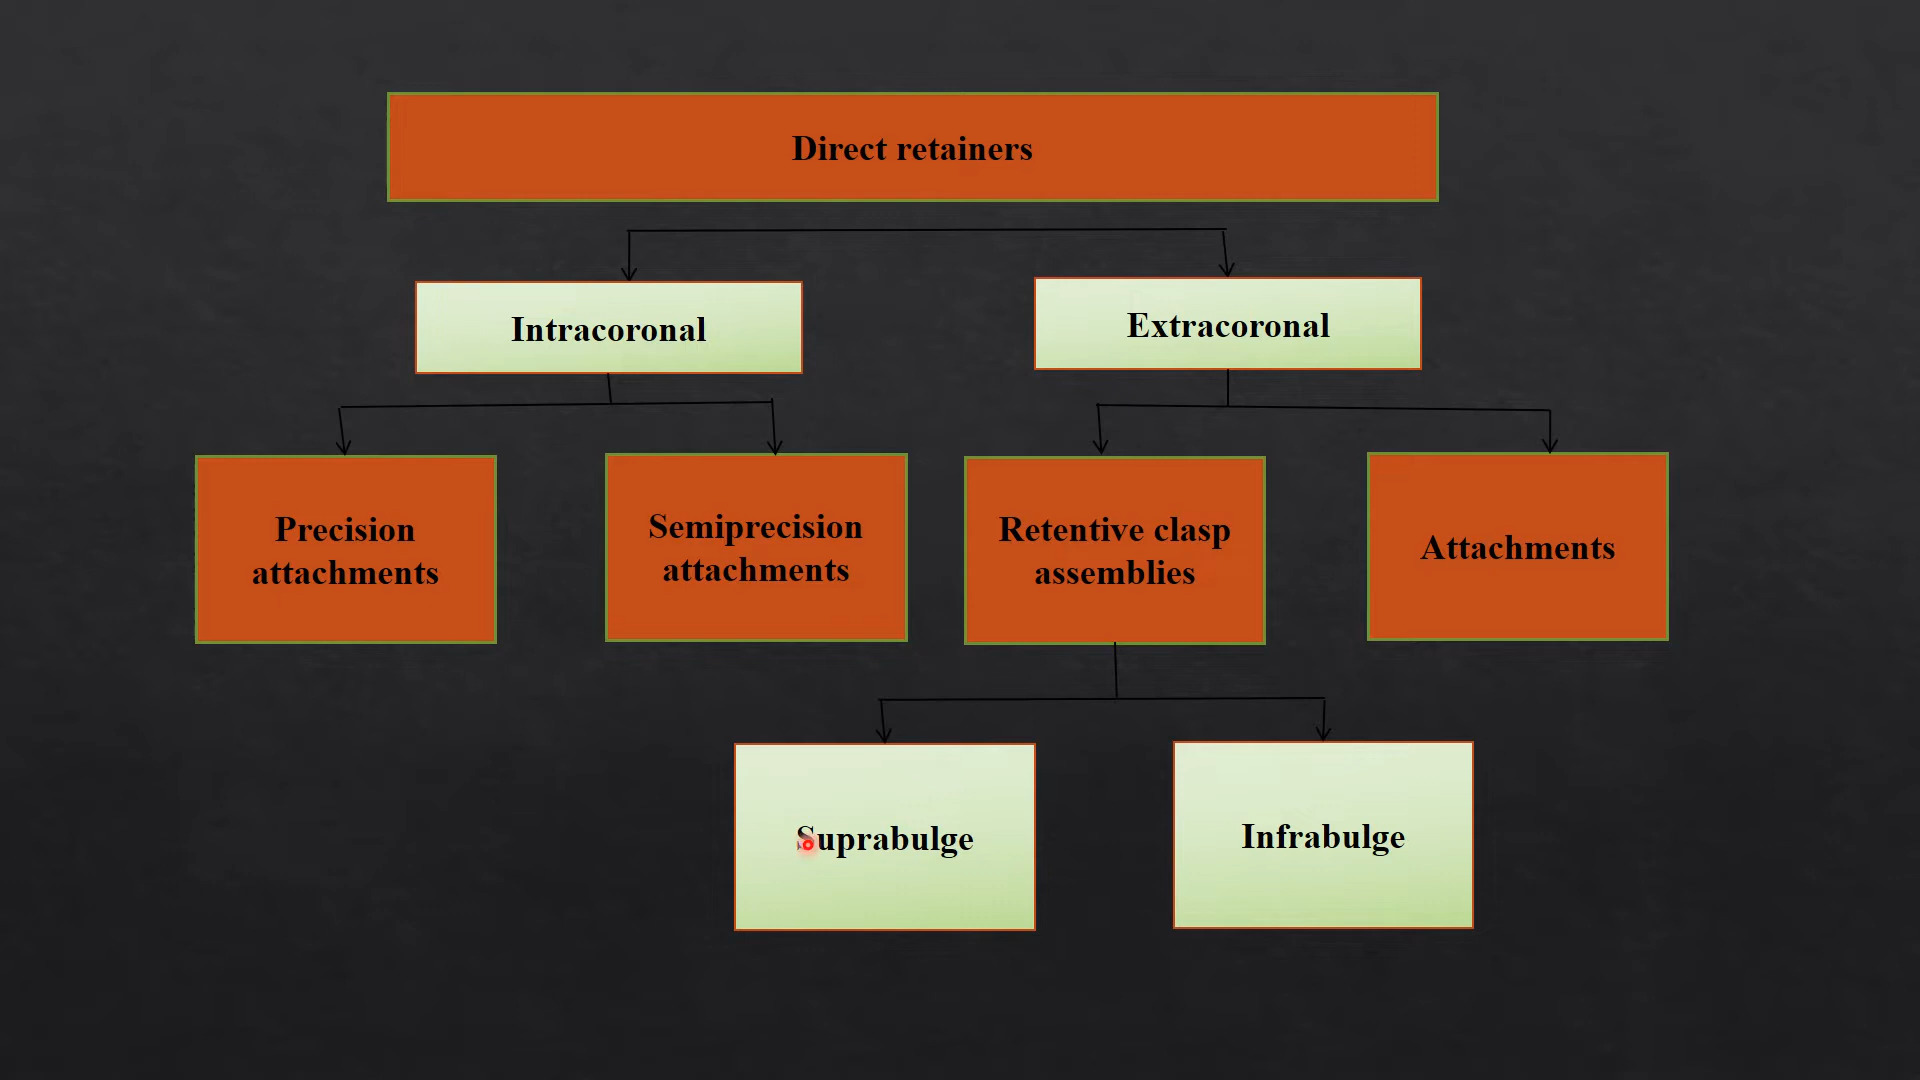 Direct retainers
Intracoronal
Extracoronal
Precision
attachments
Semiprecision
attachments
Retentive clasp
assemblies
Attachments
Suprabulge
Infrabulge